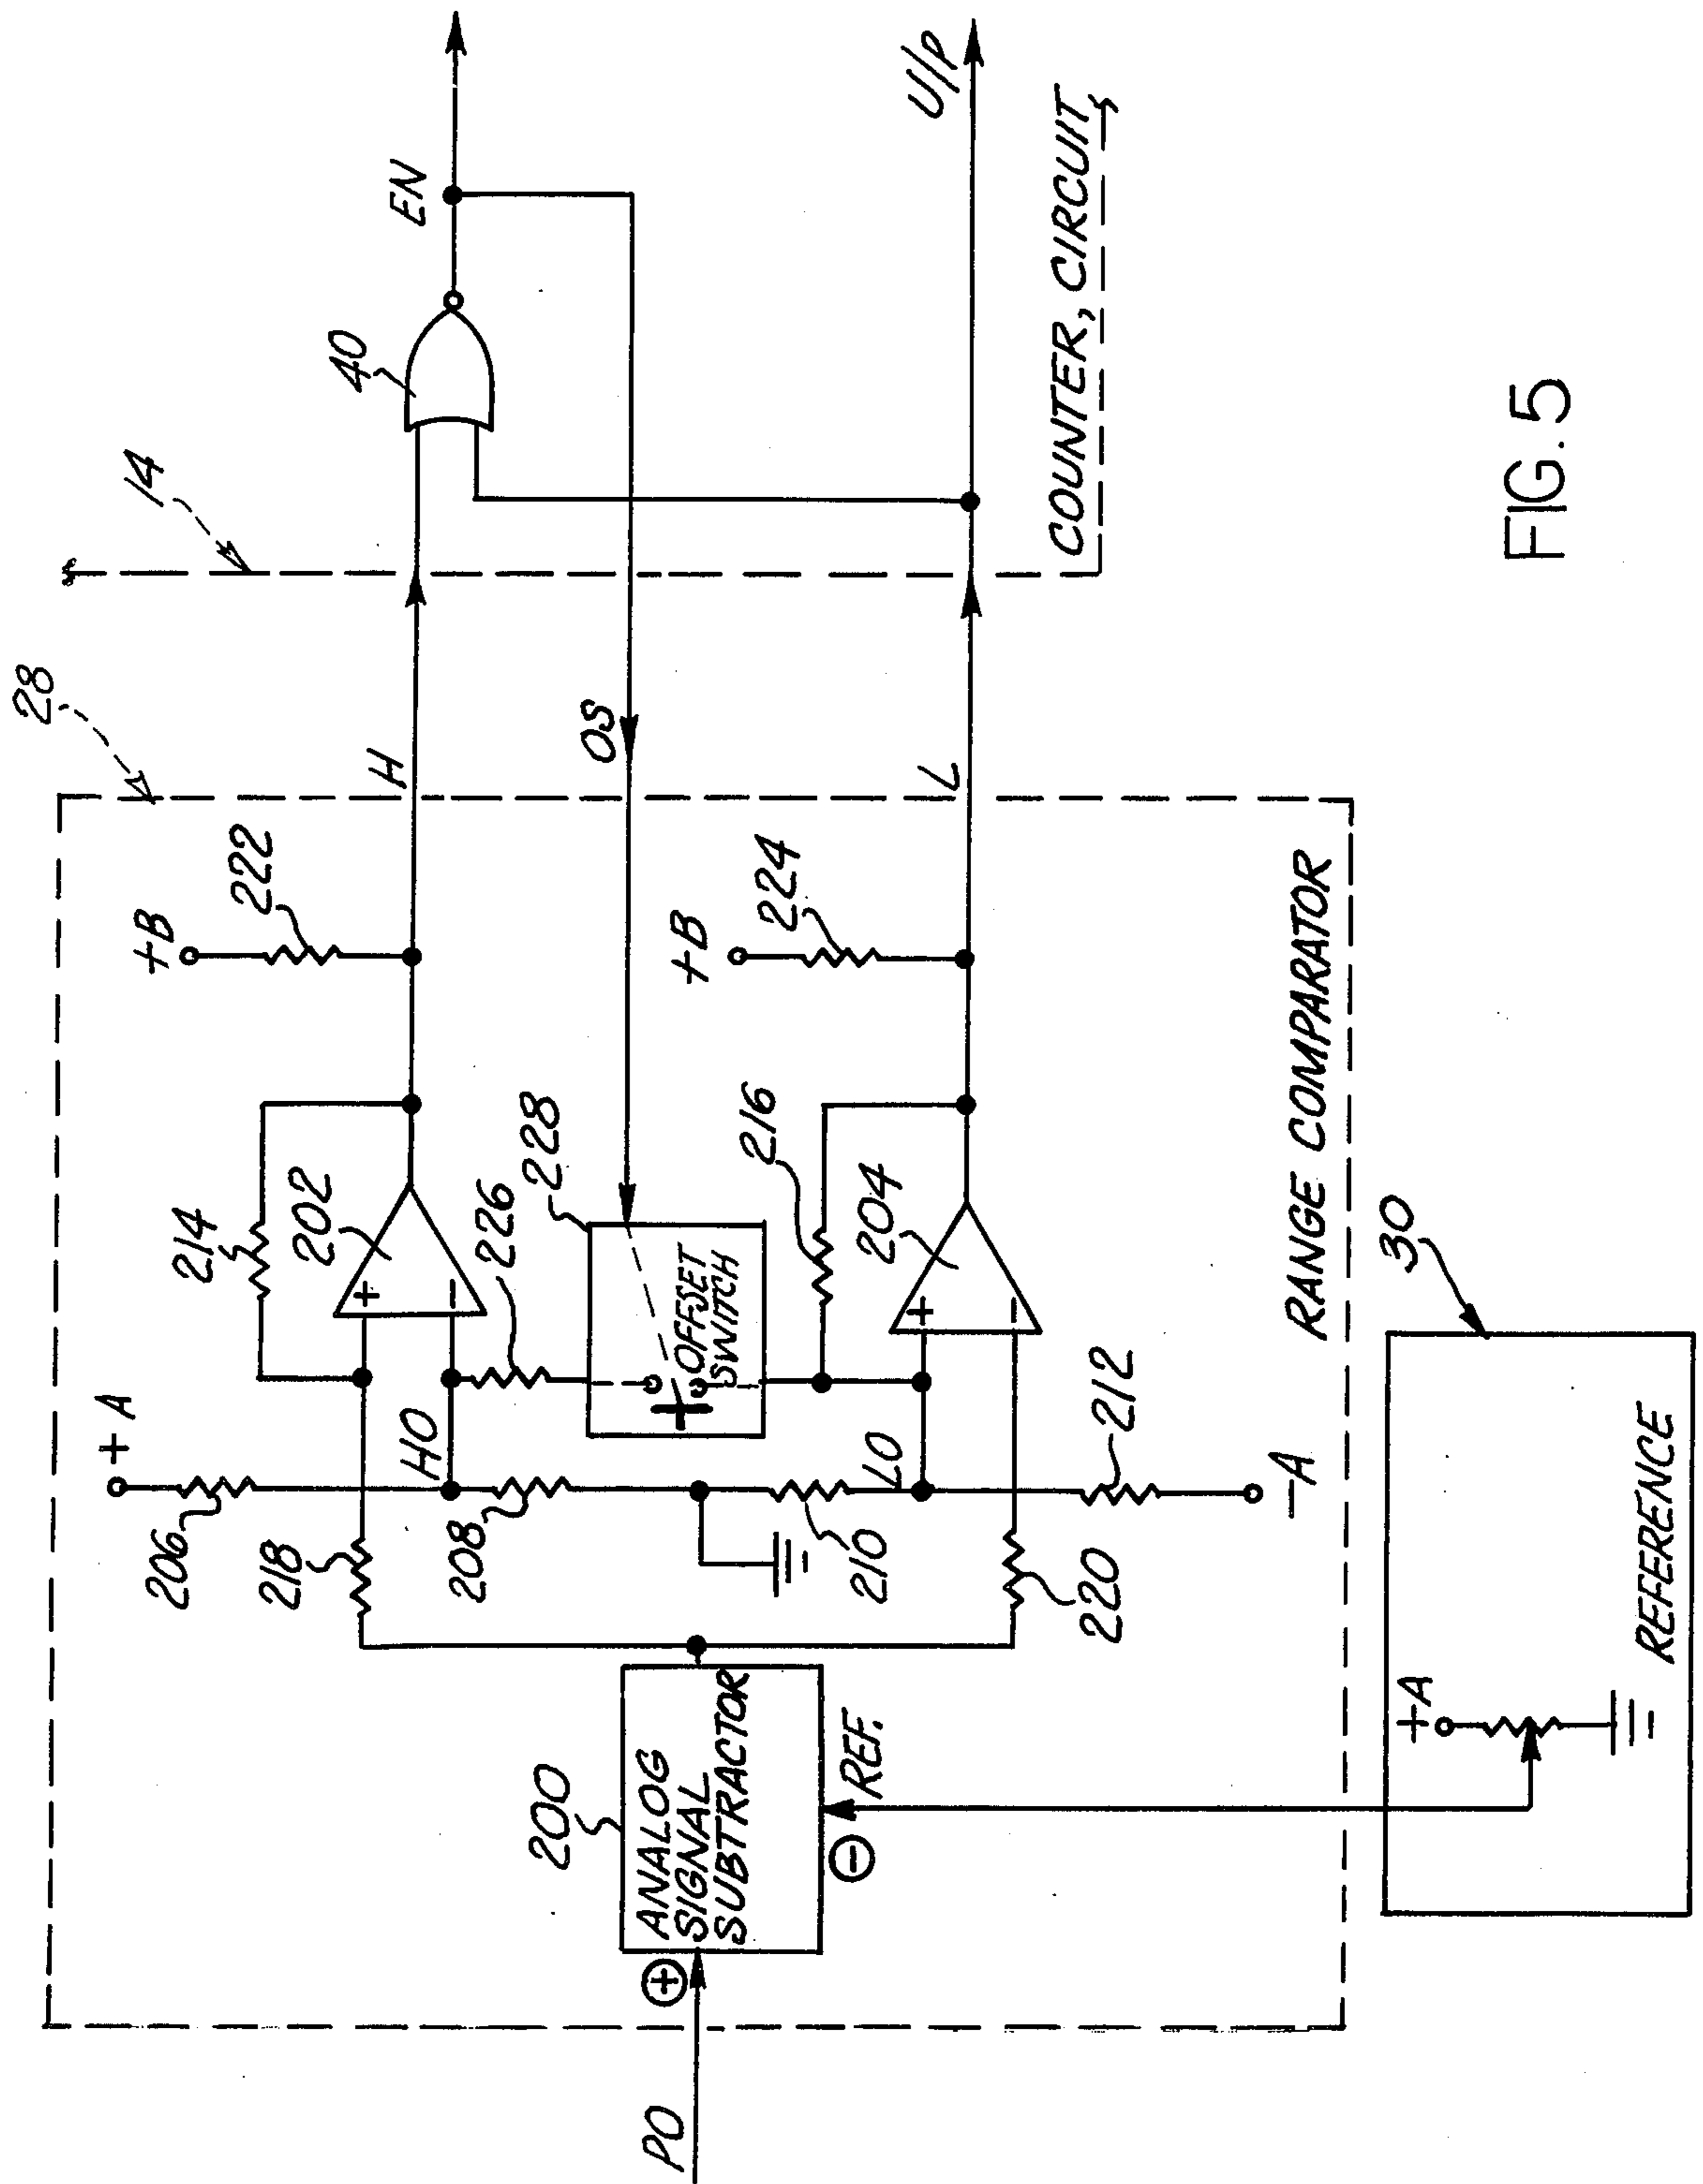 28
14
+B
222
H
40
EN
+A
214
202
206
218
+
−
HO
226
228
OS
OFFSET
SWITCH
208
200
ANALOG
SIGNAL
SUBTRACTOR
+
PO
−
REF.
210
LO
216
204
+
−
+B
224
L
U/D
220
212
−A
COUNTER, CIRCUIT,
RANGE COMPARATOR
30
+A
REFERENCE
FIG. 5